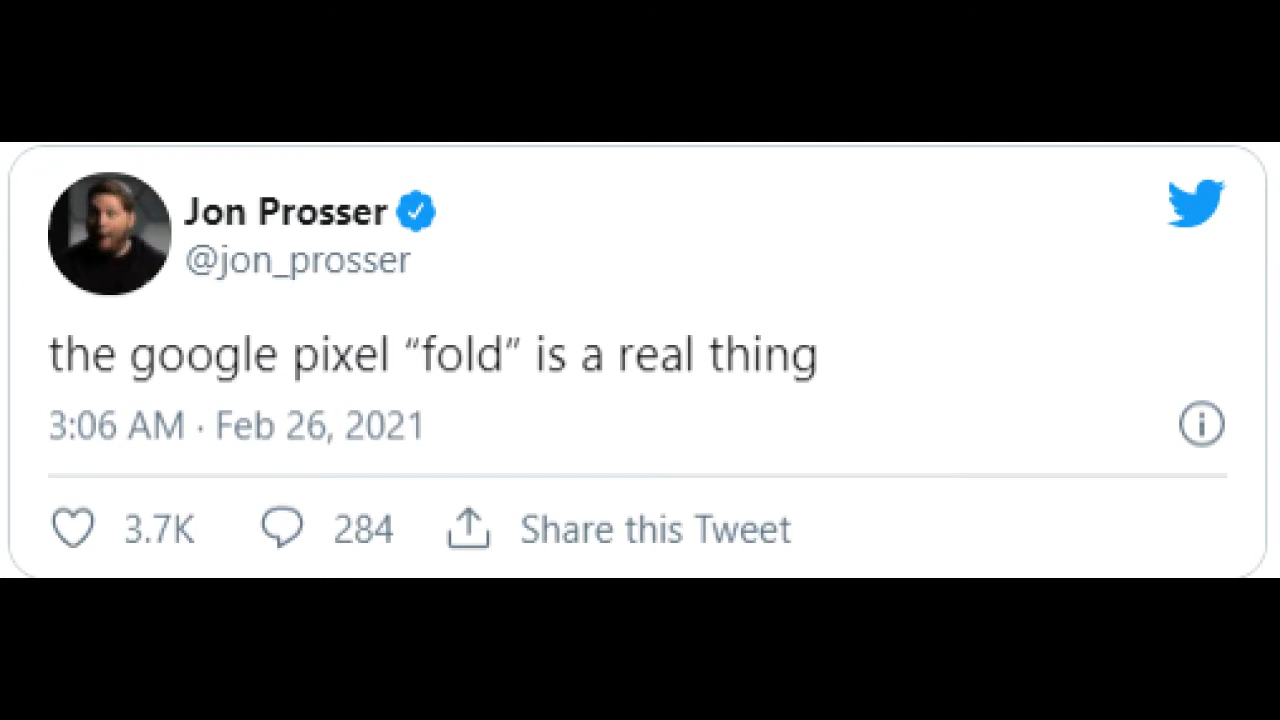 Jon Prosser
@jon_prosser
the google pixel “fold” is a real thing
3:06 AM · Feb 26, 2021
3.7K 284 Share this Tweet